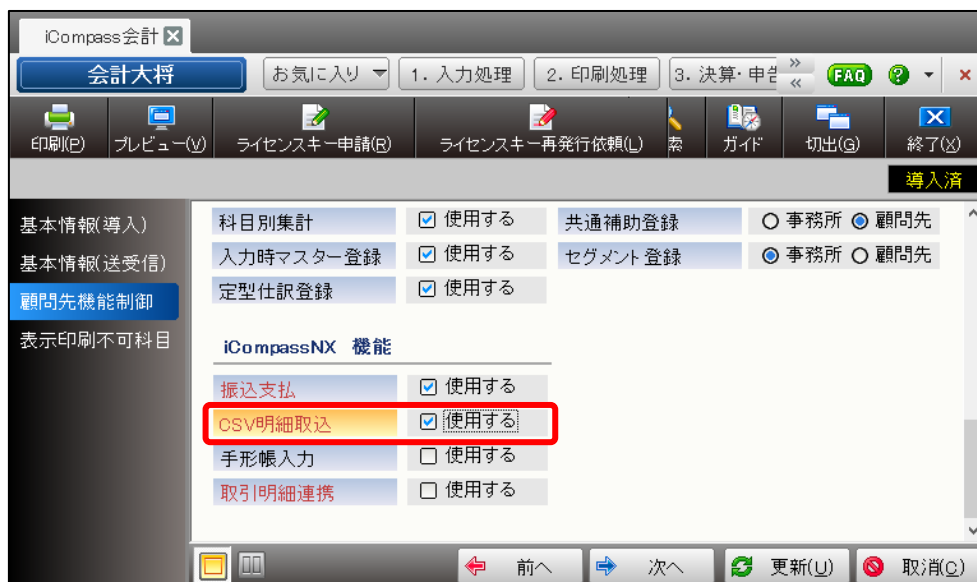 iCompass会計
会計大将 お気に入り 1. 入力処理 2. 印刷処理 3. 決算・申告 FAQ
印刷(P) プレビュー(V) ライセンスキー申請(R) ライセンスキー再発行依頼(L) 索 ガイド 切出(G) 終了(X)
導入済
基本情報(導入)
基本情報(送受信)
顧問先機能制御
表示印刷不可科目
科目別集計 使用する 共通補助登録 事務所 顧問先
入力時マスター登録 使用する セグメント登録 事務所 顧問先
定型仕訳登録 使用する
iCompassNX 機能
振込支払 使用する
CSV明細取込 使用する
手形帳入力 使用する
取引明細連携 使用する
前へ 次へ 更新(U) 取消(C)